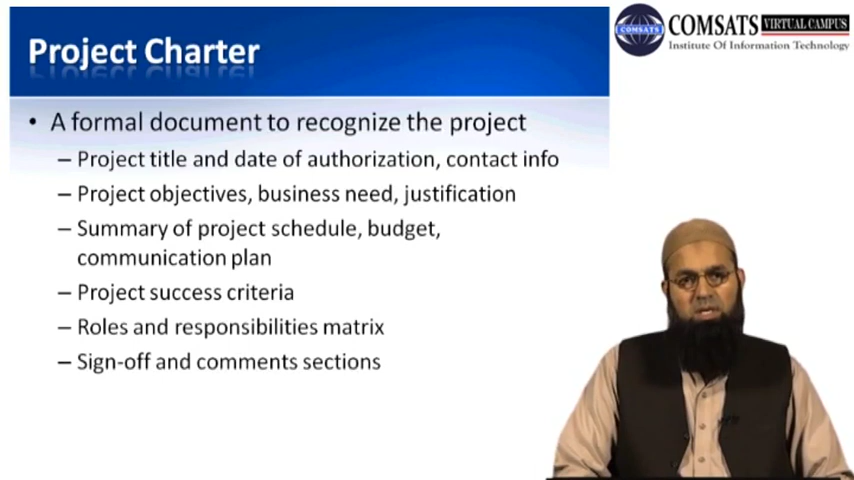 Project Charter
COMSATS VIRTUAL CAMPUS
COMSATS
Institute Of Information Technology
• A formal document to recognize the project
– Project title and date of authorization, contact info
– Project objectives, business need, justification
– Summary of project schedule, budget,
communication plan
– Project success criteria
– Roles and responsibilities matrix
– Sign-off and comments sections